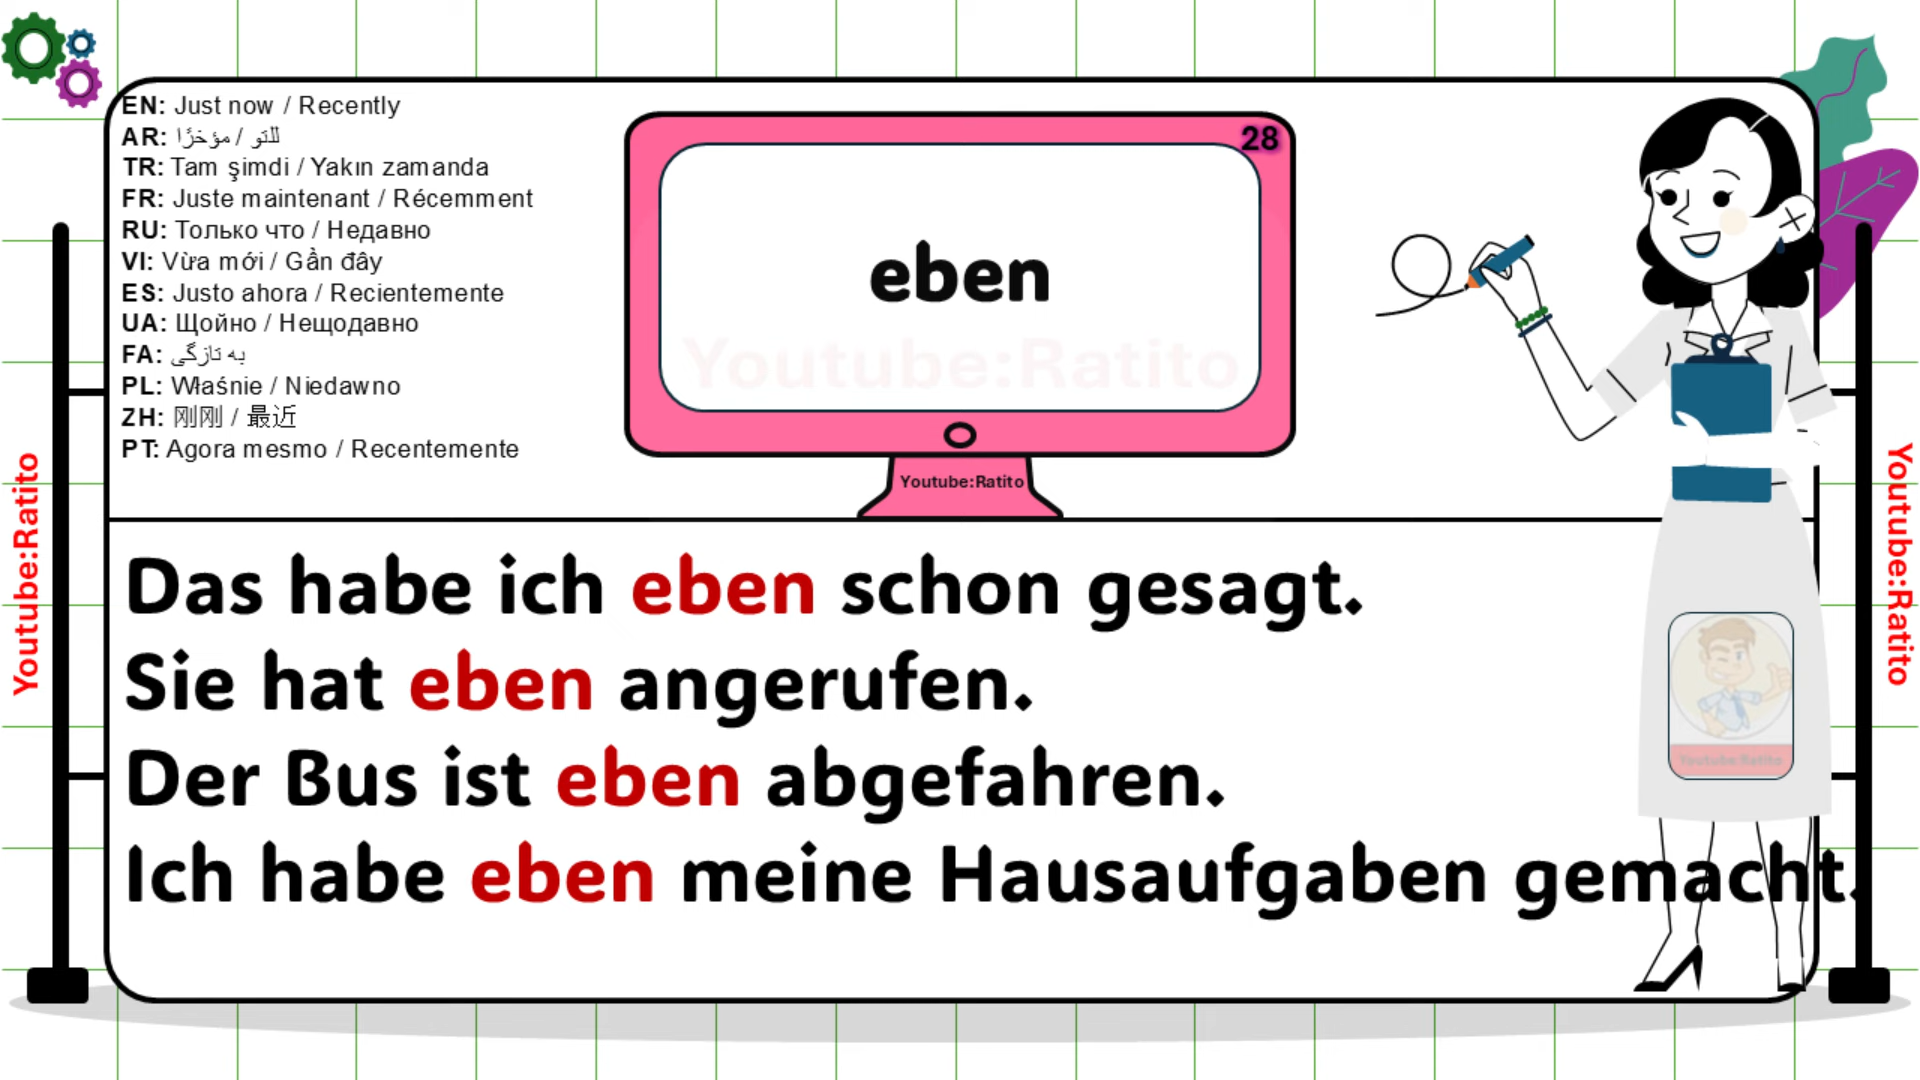 EN: Just now / Recently
AR: للتو / مؤخرًا
TR: Tam şimdi / Yakın zamanda
FR: Juste maintenant / Récemment
RU: Только что / Недавно
VI: Vừa mới / Gần đây
ES: Justo ahora / Recientemente
UA: Щойно / Нещодавно
FA: به تازگی
PL: Właśnie / Niedawno
ZH: 刚刚 / 最近
PT: Agora mesmo / Recentemente
28
eben
Youtube:Ratito
Youtube:Ratito
Das habe ich eben schon gesagt.
Sie hat eben angerufen.
Der Bus ist eben abgefahren.
Ich habe eben meine Hausaufgaben gemacht.
Youtube:Ratito
Youtube:Ratito
Youtube:Ratito